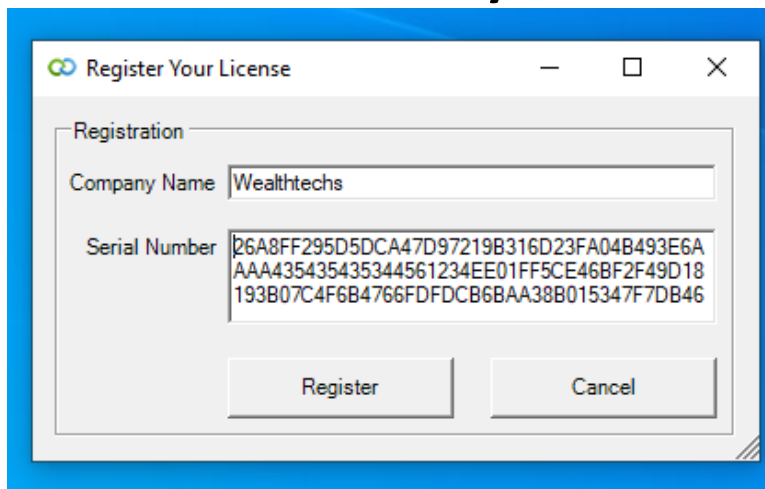 Register Your License
Registration
Company Name Wealthtechs
Serial Number 26A8FF295D5DCA47D97219B316D23FA04B493E6A
AAA435435435344561234EE01FF5CE46BF2F49D18
193B07C4F6B4766FDFDCB6BAA38B015347F7DB46
Register Cancel